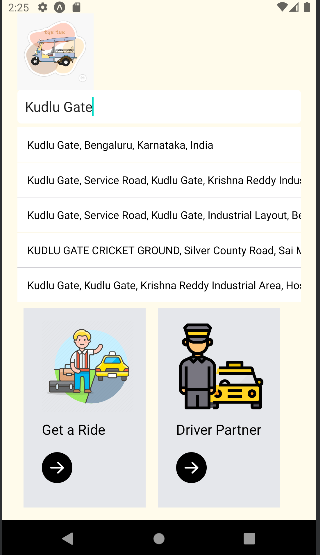 2:25
TUK TUK
Kudlu Gate
Kudlu Gate, Bengaluru, Karnataka, India
Kudlu Gate, Service Road, Kudlu Gate, Krishna Reddy Indus
Kudlu Gate, Service Road, Kudlu Gate, Industrial Layout, Be
KUDLU GATE CRICKET GROUND, Silver County Road, Sai M
Kudlu Gate, Kudlu Gate, Krishna Reddy Industrial Area, Hos
Get a Ride
Driver Partner